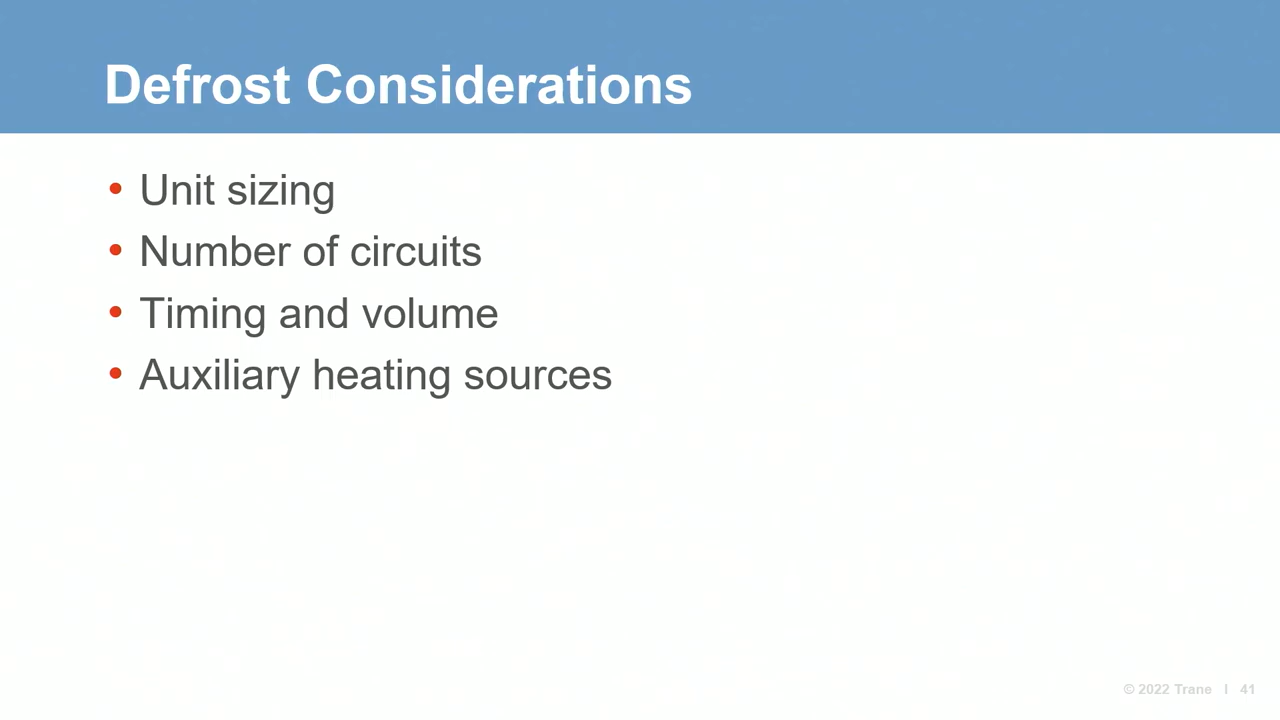 Defrost Considerations
• Unit sizing
• Number of circuits
• Timing and volume
• Auxiliary heating sources
© 2022 Trane | 41